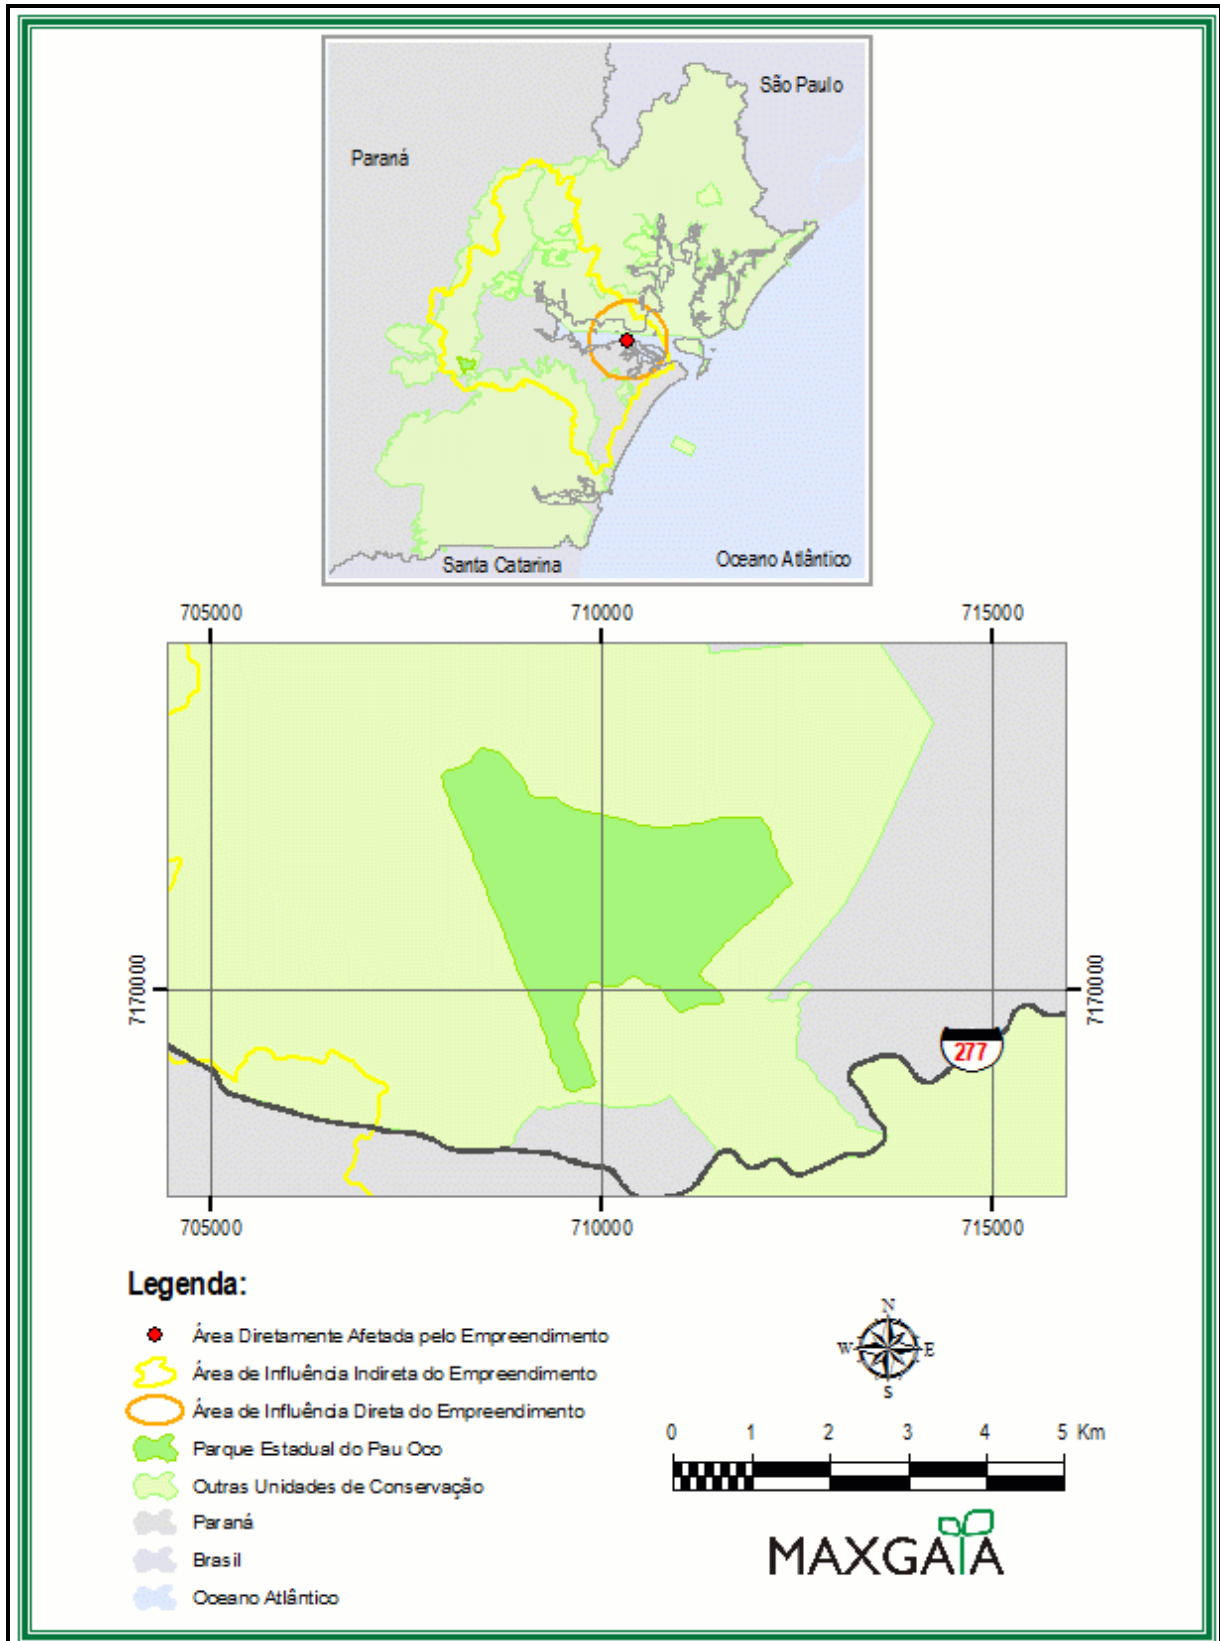 São Paulo
Paraná
Santa Catarina
Oceano Atlântico
705000 710000 715000
7170000 7170000
277
705000 710000 715000
Legenda:
Área Diretamente Afetada pelo Empreendimento
Área de Influência Indireta do Empreendimento
Área de Influência Direta do Empreendimento
Parque Estadual do Pau Oco
Outras Unidades de Conservação
Paraná
Brasil
Oceano Atlântico
N
W E
S
0 1 2 3 4 5 Km
MAXGAIA